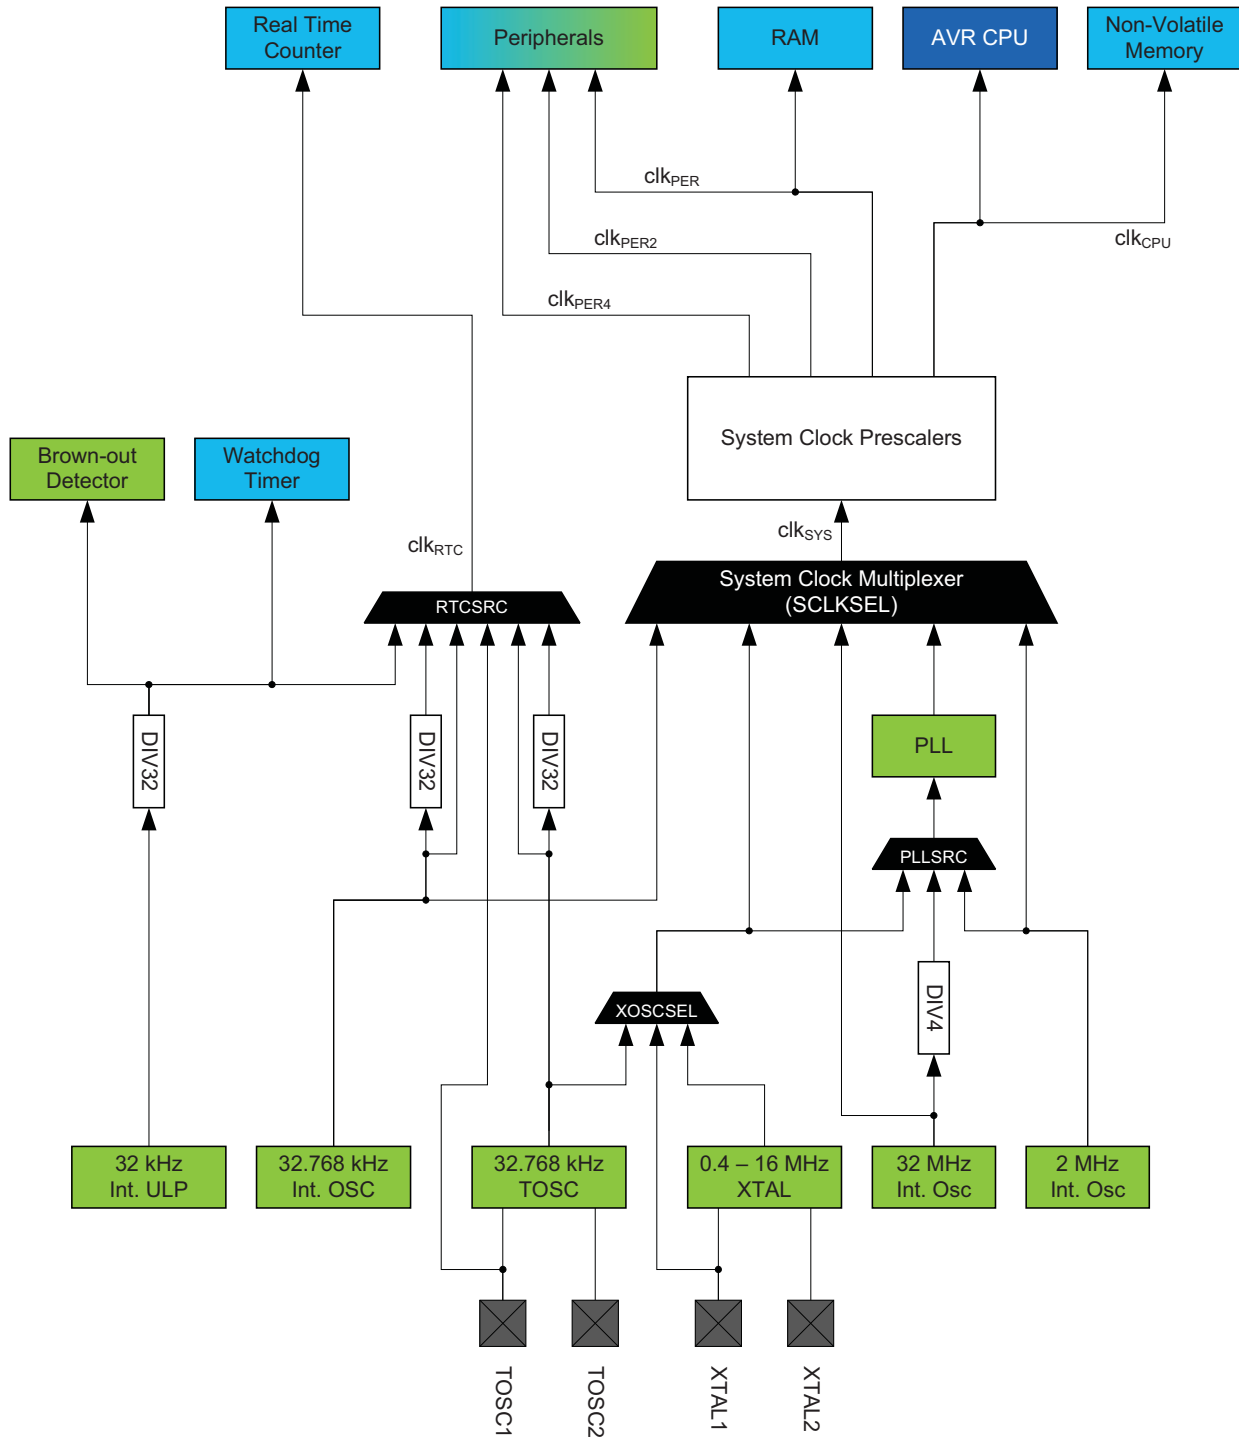 Real Time
Counter
Peripherals
RAM
AVR CPU
Non-Volatile
Memory
clkPER
clkPER2
clkCPU
clkPER4
System Clock Prescalers
Brown-out
Detector
Watchdog
Timer
clkRTC
clkSYS
System Clock Multiplexer
(SCLKSEL)
RTCSRC
DIV32
DIV32
DIV32
PLL
PLLSRC
DIV4
XOSCSEL
32 kHz
Int. ULP
32.768 kHz
Int. OSC
32.768 kHz
TOSC
0.4 – 16 MHz
XTAL
32 MHz
Int. Osc
2 MHz
Int. Osc
TOSC1
TOSC2
XTAL1
XTAL2